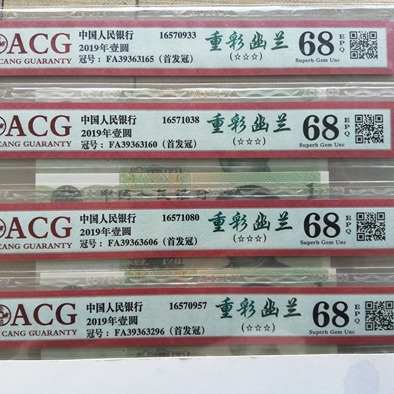 ACG
CANG GUARANTY
中国人民银行 16570933
2019年壹圆
冠号：FA39363165（首发冠）
重彩幽兰
(☆☆☆)
68 EPQ
Superb Gem Unc
ACG
CANG GUARANTY
中国人民银行 16571038
2019年壹圆
冠号：FA39363160（首发冠）
重彩幽兰
(☆☆☆)
68 EPQ
Superb Gem Unc
ACG
CANG GUARANTY
中国人民银行 16571080
2019年壹圆
冠号：FA39363606（首发冠）
重彩幽兰
(☆☆☆)
68 EPQ
Superb Gem Unc
ACG
CANG GUARANTY
中国人民银行 16570957
2019年壹圆
冠号：FA39363296（首发冠）
重彩幽兰
(☆☆☆)
68 EPQ
Superb Gem Unc